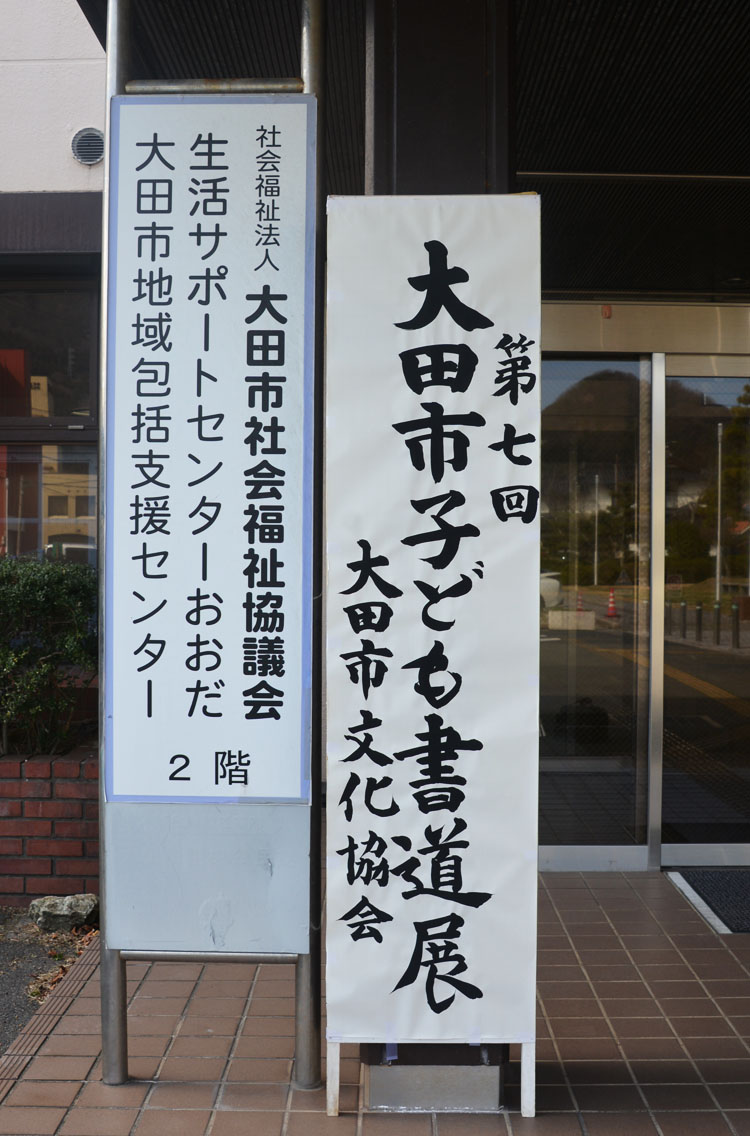 社会福祉法人 大田市社会福祉協議会
生活サポートセンターおおだ
大田市地域包括支援センター
2階
第七回
大田市子ども書道展
大田市文化協会